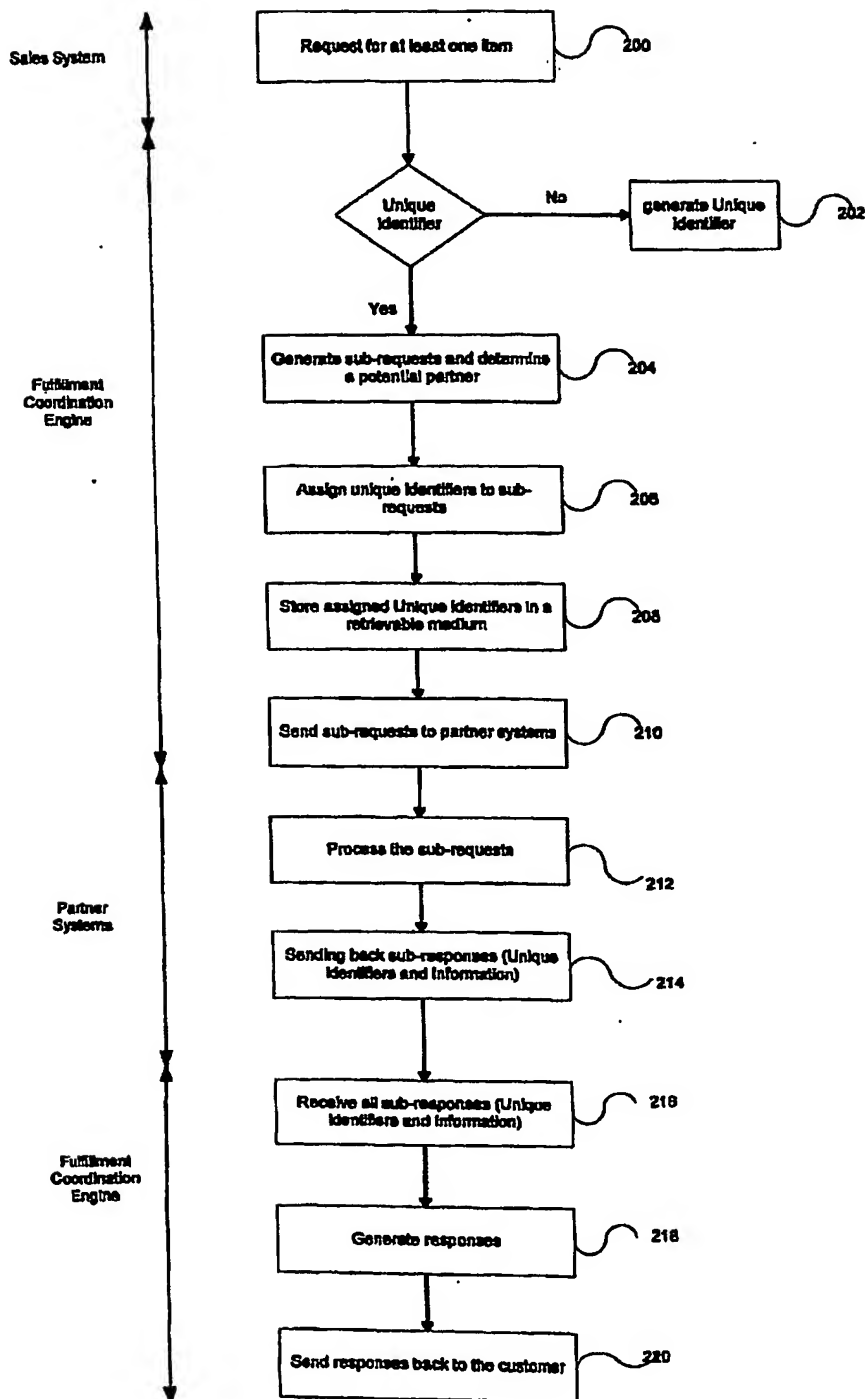 Sales System
Request for at least one item
200
Unique
Identifier
No
generate Unique
Identifier
202
Yes
Generate sub-requests and determine
a potential partner
204
Fulfillment
Coordination
Engine
Assign unique identifiers to sub-
requests
206
Store assigned Unique Identifiers in a
retrievable medium
208
Send sub-requests to partner systems
210
Process the sub-requests
212
Partner
Systems
Sending back sub-responses (Unique
Identifiers and Information)
214
Receive all sub-responses (Unique
Identifiers and Information)
216
Fulfillment
Coordination
Engine
Generate responses
218
Send responses back to the customer
220